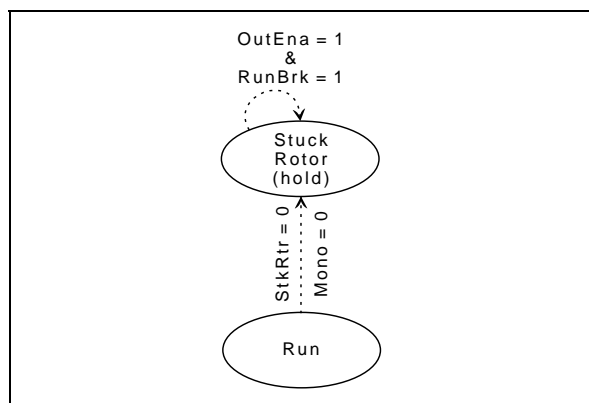 OutEna = 1
&
RunBrk = 1
Stuck
Rotor
(hold)
StkRtr = 0
Mono = 0
Run